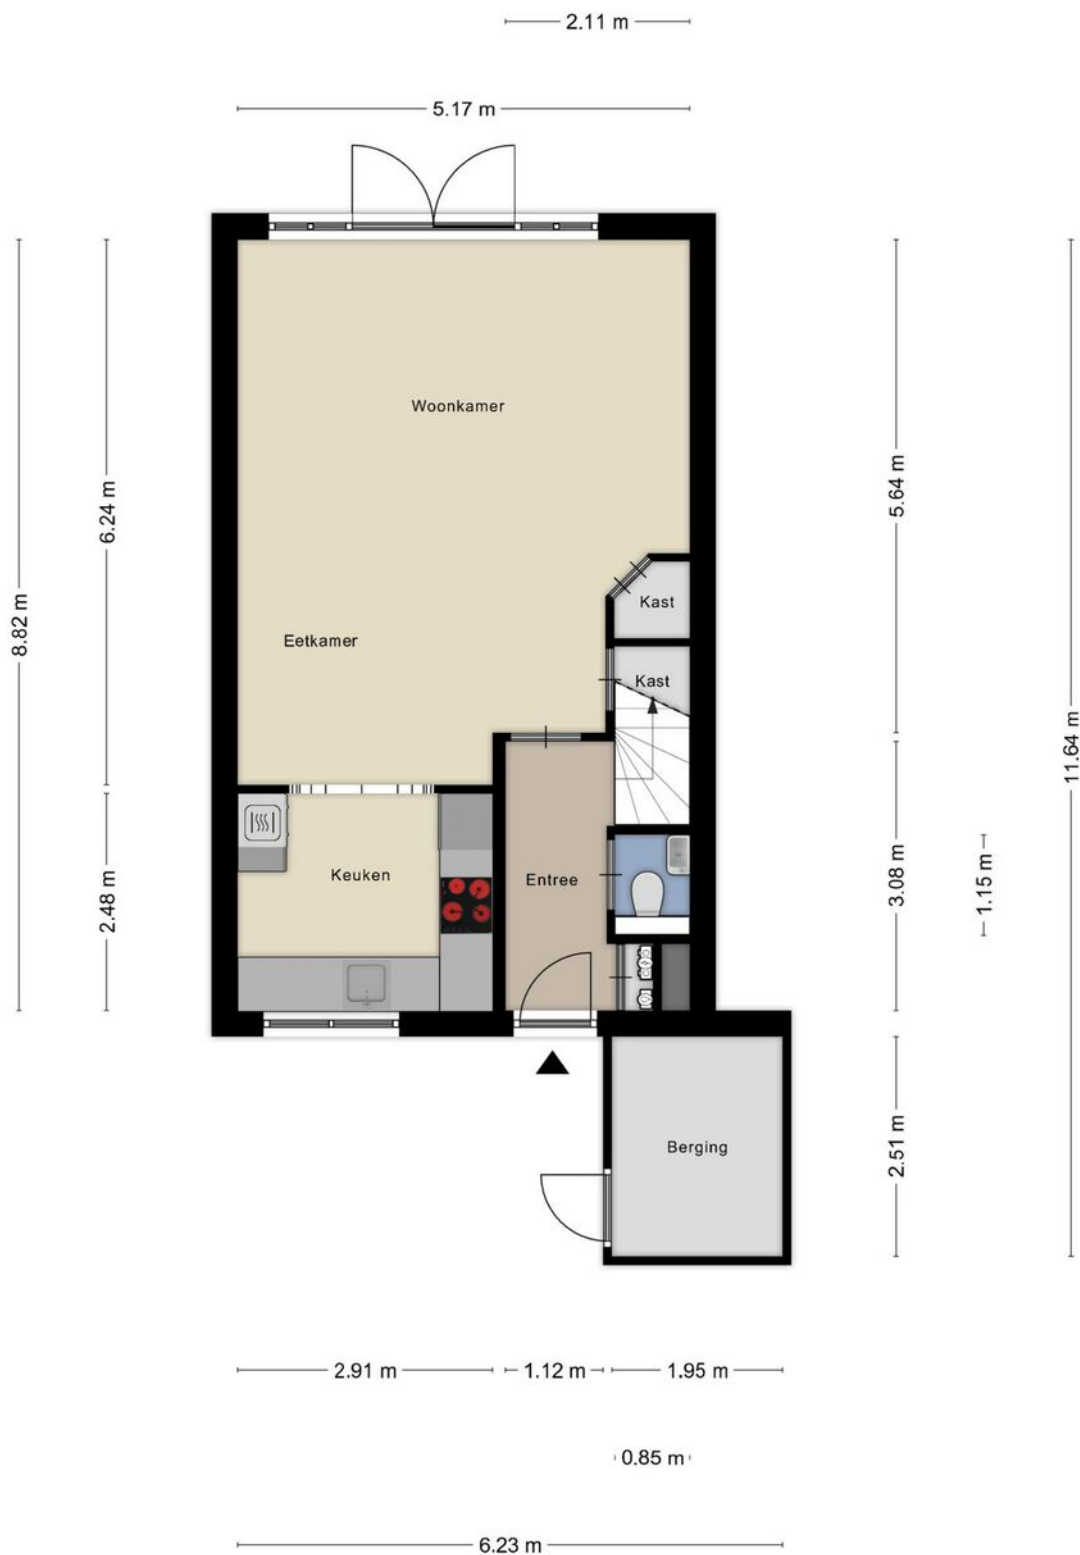 2.11 m
5.17 m
Woonkamer
6.24 m
5.64 m
8.82 m
Kast
Eetkamer
Kast
11.64 m
Keuken
Entree
2.48 m
3.08 m
1.15 m
Berging
2.51 m
2.91 m
1.12 m
1.95 m
0.85 m
6.23 m